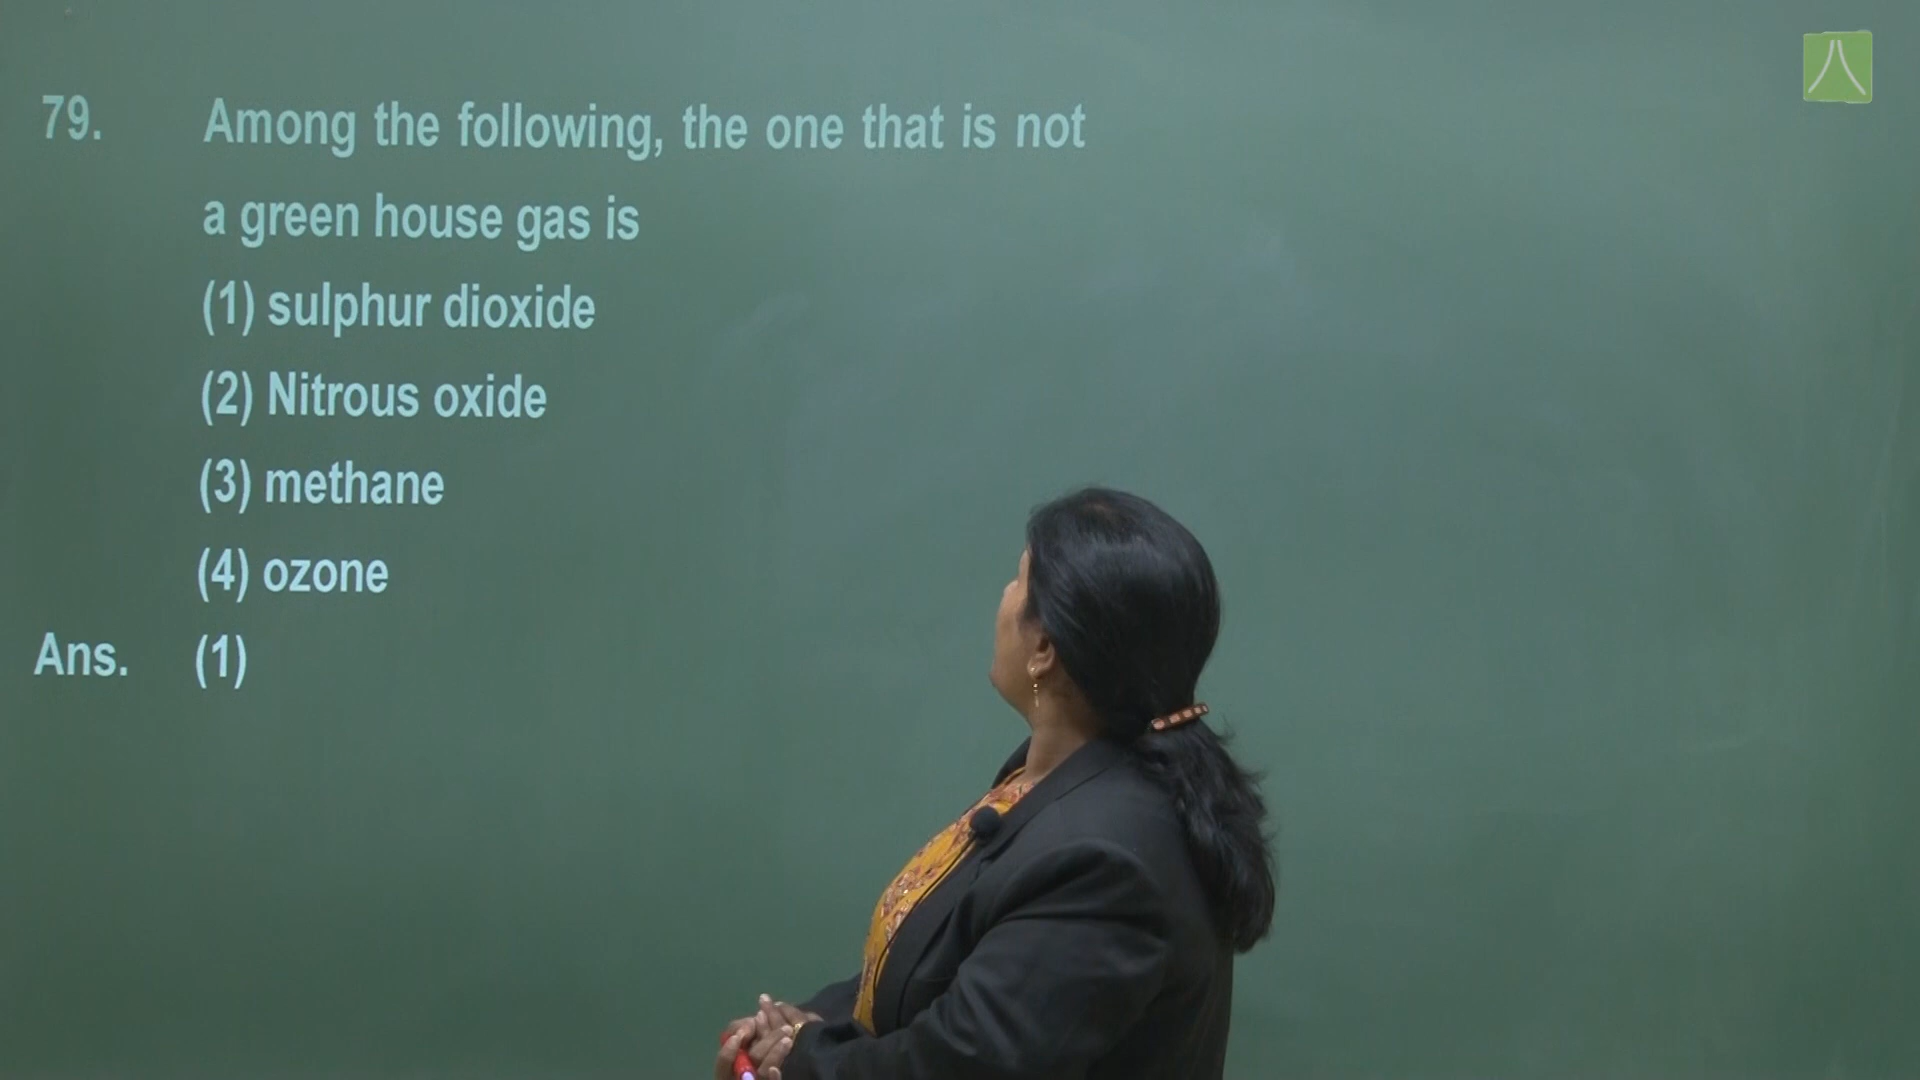 79. Among the following, the one that is not
a green house gas is
(1) sulphur dioxide
(2) Nitrous oxide
(3) methane
(4) ozone
Ans. (1)